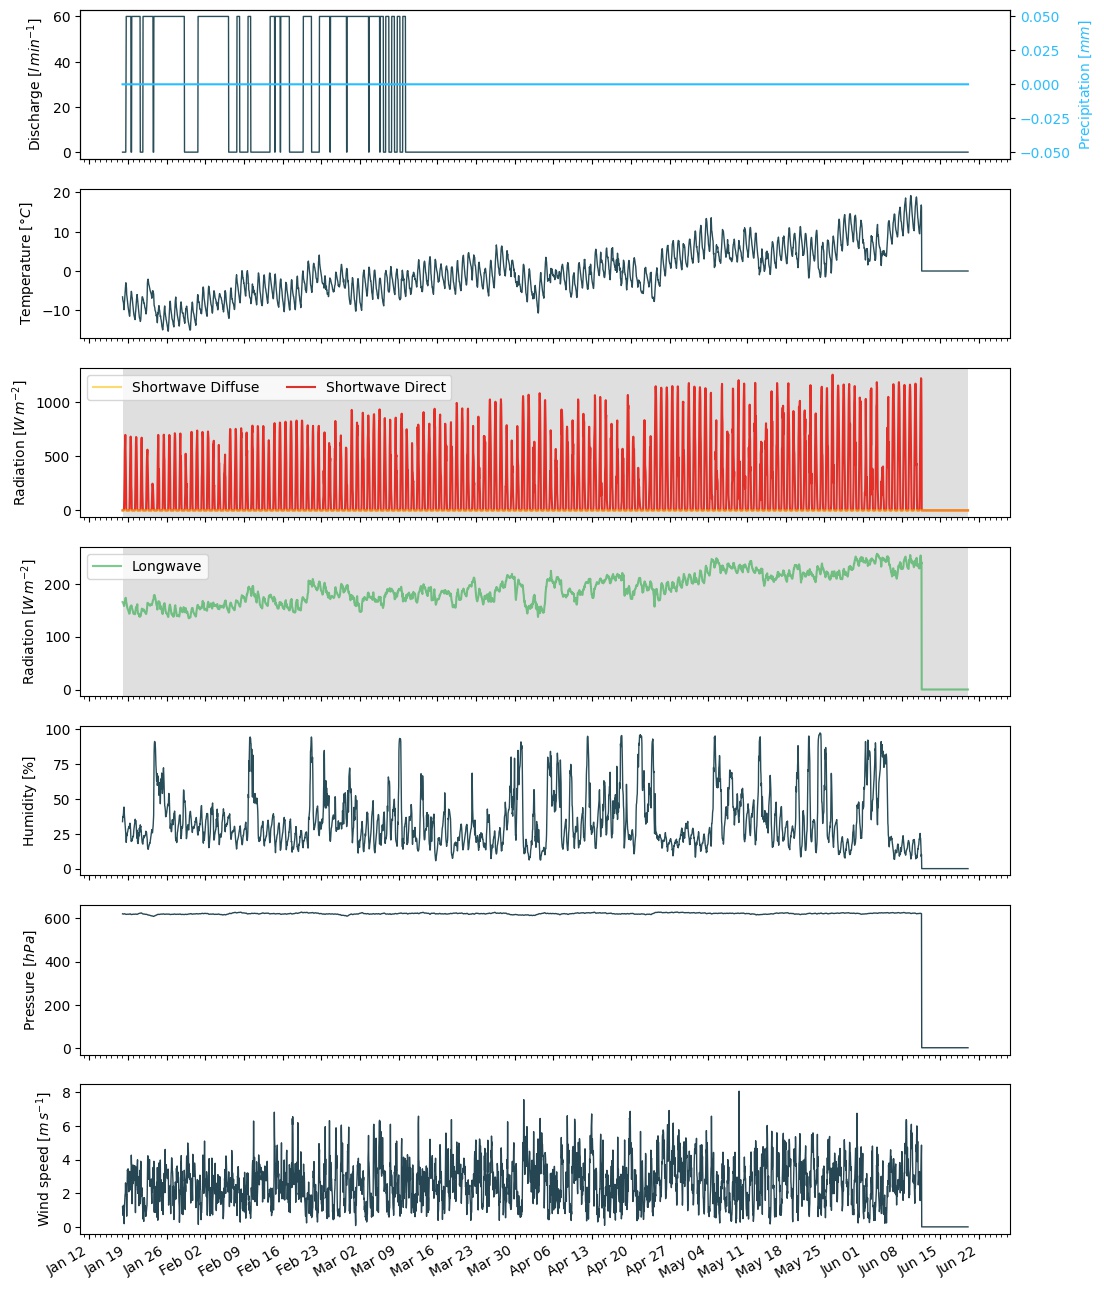 60
40
20
0
Discharge [l min⁻¹]
0.050
0.025
0.000
−0.025
−0.050
Precipitation [mm]
20
10
0
−10
Temperature [°C]
Shortwave Diffuse
Shortwave Direct
1000
500
0
Radiation [W m⁻²]
Longwave
200
100
0
Radiation [W m⁻²]
100
75
50
25
0
Humidity [%]
600
400
200
0
Pressure [hPa]
8
6
4
2
0
Wind speed [m s⁻¹]
Jan 12
Jan 19
Jan 26
Feb 02
Feb 09
Feb 16
Feb 23
Mar 02
Mar 09
Mar 16
Mar 23
Mar 30
Apr 06
Apr 13
Apr 20
Apr 27
May 04
May 11
May 18
May 25
Jun 01
Jun 08
Jun 15
Jun 22